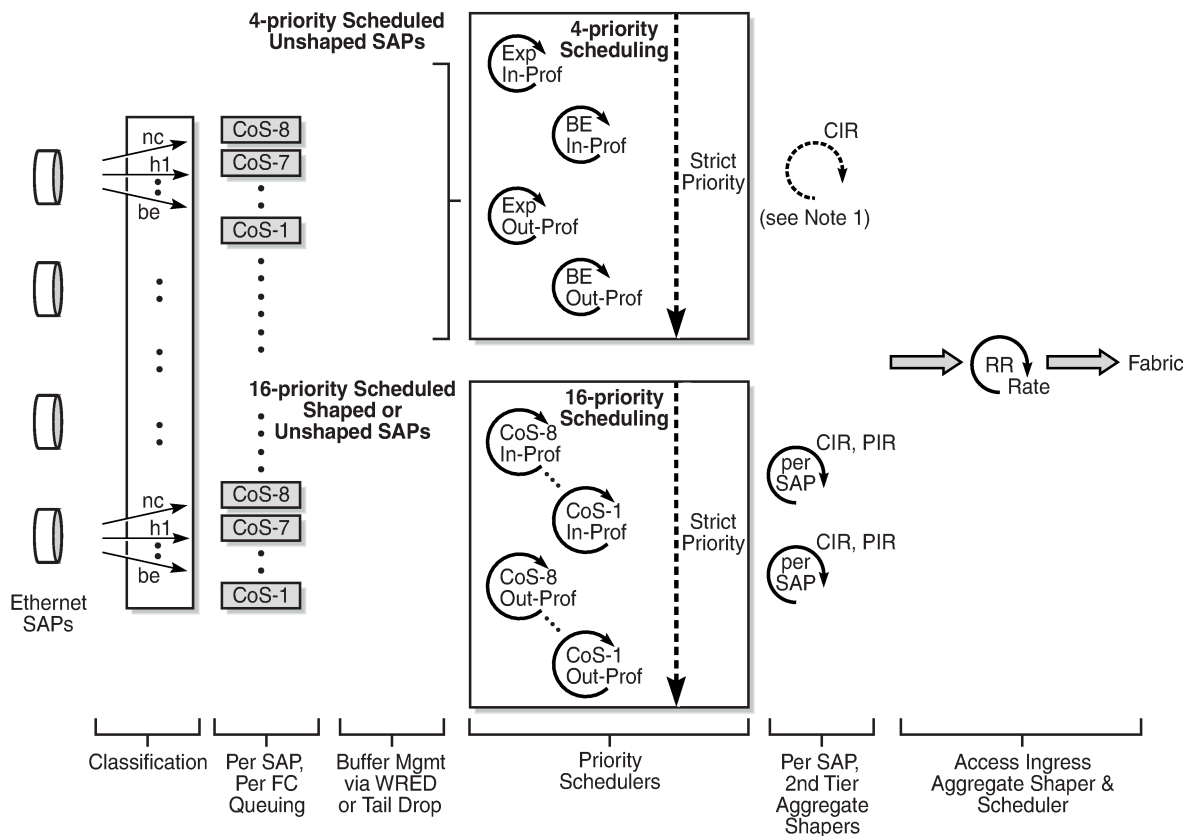 4-priority Scheduled
Unshaped SAPs
4-priority
Scheduling
Exp
In-Prof
BE
In-Prof
Exp
Out-Prof
BE
Out-Prof
Strict
Priority
CIR
(see Note 1)
nc
h1
be
CoS-8
CoS-7
CoS-1
16-priority Scheduled
Shaped or
Unshaped SAPs
16-priority
Scheduling
CoS-8
In-Prof
CoS-1
In-Prof
CoS-8
Out-Prof
CoS-1
Out-Prof
Strict
Priority
CIR, PIR
per
SAP
CIR, PIR
per
SAP
RR
Rate
Fabric
nc
h1
be
CoS-8
CoS-7
CoS-1
Ethernet
SAPs
Classification
Per SAP,
Per FC
Queuing
Buffer Mgmt
via WRED
or Tail Drop
Priority
Schedulers
Per SAP,
2nd Tier
Aggregate
Shapers
Access Ingress
Aggregate Shaper &
Scheduler